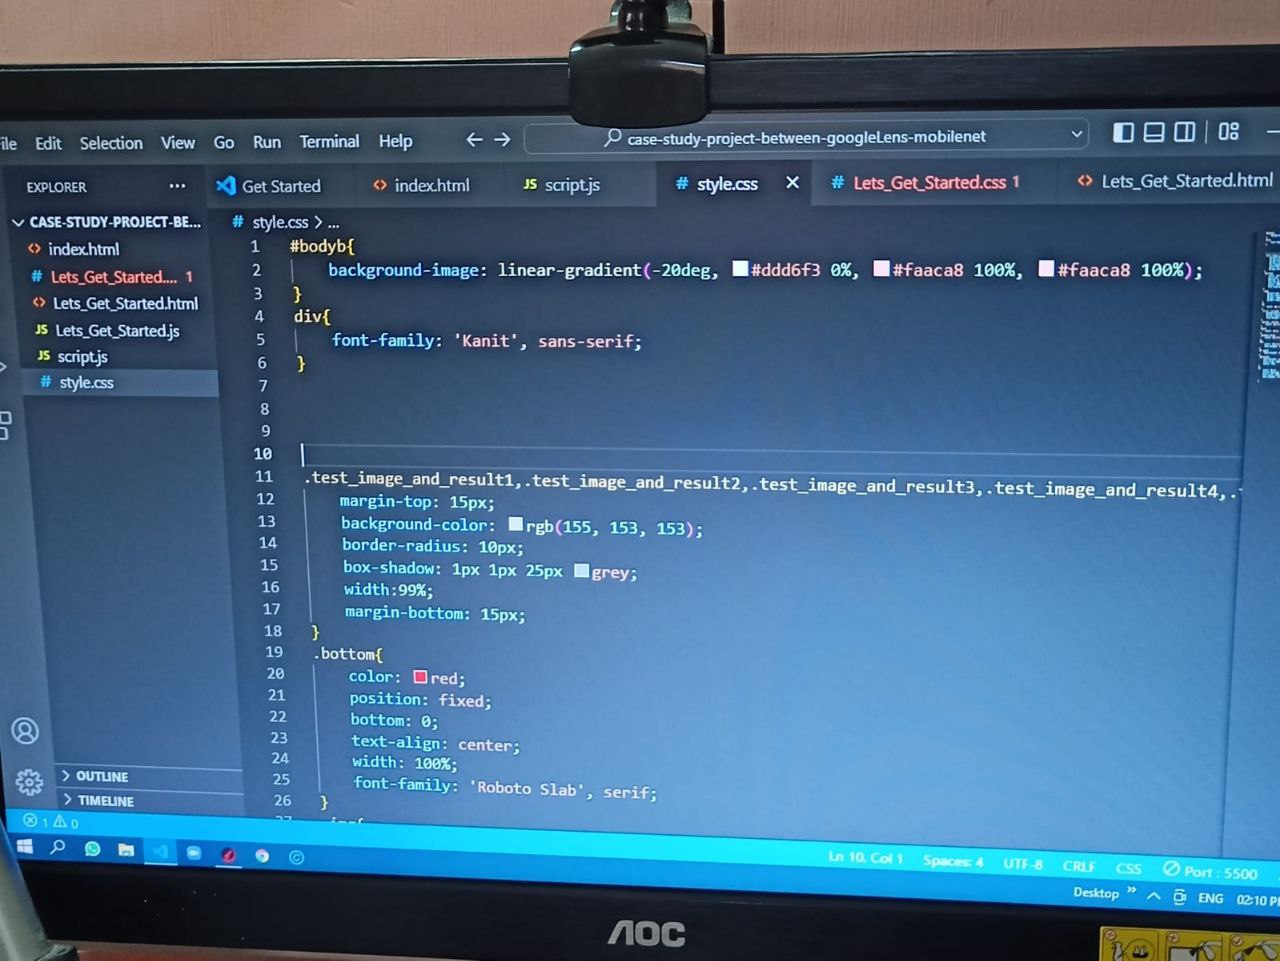 Edit Selection View Go Run Terminal Help
case-study-project-between-googleLens-mobilenet
EXPLORER ...
Get Started
<> index.html
JS script.js
# style.css
# Lets_Get_Started.css 1
<> Lets_Get_Started.html
CASE-STUDY-PROJECT-BE...
<> index.html
# Lets_Get_Started.... 1
<> Lets_Get_Started.html
JS Lets_Get_Started.js
JS script.js
# style.css
# style.css > ...
1 #bodyb{
2 background-image: linear-gradient(-20deg, #ddd6f3 0%, #faaca8 100%, #faaca8 100%);
3 }
4 div{
5 font-family: 'Kanit', sans-serif;
6 }
7
8
9
10
11 .test_image_and_result1,.test_image_and_result2,.test_image_and_result3,.test_image_and_result4,.
12 margin-top: 15px;
13 background-color: rgb(155, 153, 153);
14 border-radius: 10px;
15 box-shadow: 1px 1px 25px grey;
16 width:99%;
17 margin-bottom: 15px;
18 }
19 .bottom{
20 color: red;
21 position: fixed;
22 bottom: 0;
23 text-align: center;
24 width: 100%;
25 font-family: 'Roboto Slab', serif;
26 }
OUTLINE
TIMELINE
1 0
Ln 10, Col 1 Spaces: 4 UTF-8 CRLF CSS Port : 5500
Desktop » ENG 02:10
AOC